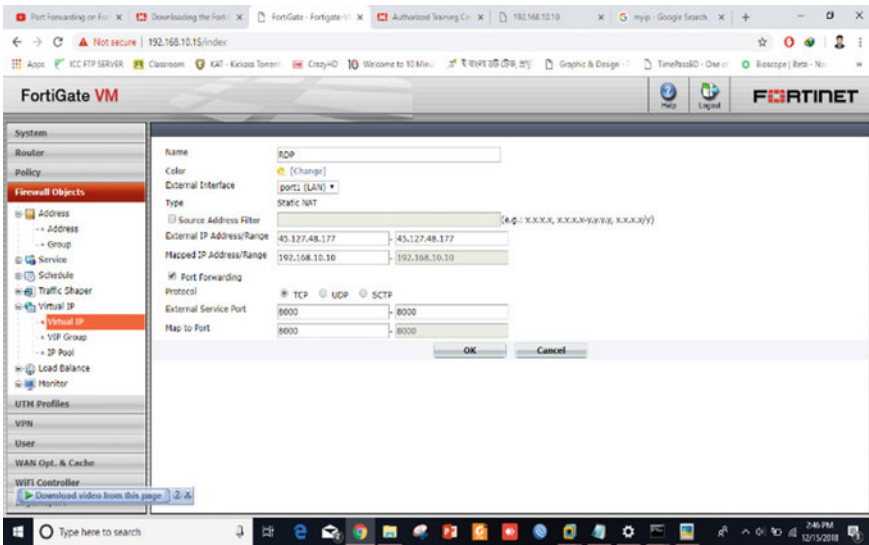 Port Forwarding on For
Downloading the Forti
FortiGate - Fortigate-VM
Authorized Training Ce
192.168.10.10
myip - Google Search
Not secure | 192.168.10.15/index
Apps
ICC FTP SERVER
Classroom
KAT - Kickass Torrent
CrazyHD
Welcome to 10 Minu
Graphic & Design -
TimePassBD - One of
Bioscope | Beta - No
FortiGate VM
Help
Logout
FORTINET
System
Router
Policy
Firewall Objects
Address
Address
Group
Service
Schedule
Traffic Shaper
Virtual IP
Virtual IP
VIP Group
IP Pool
Load Balance
Monitor
UTM Profiles
VPN
User
WAN Opt. & Cache
WiFi Controller
Name RDP
Color [Change]
External Interface port1 (LAN)
Type Static NAT
Source Address Filter (e.g.: x.x.x.x, x.x.x.x-y.y.y.y, x.x.x.x/y)
External IP Address/Range 45.127.48.177 - 45.127.48.177
Mapped IP Address/Range 192.168.10.10 - 192.168.10.10
Port Forwarding
Protocol TCP UDP SCTP
External Service Port 8000 - 8000
Map to Port 8000 - 8000
OK Cancel
Download video from this page ? X
Type here to search
2:46 PM
12/15/2018